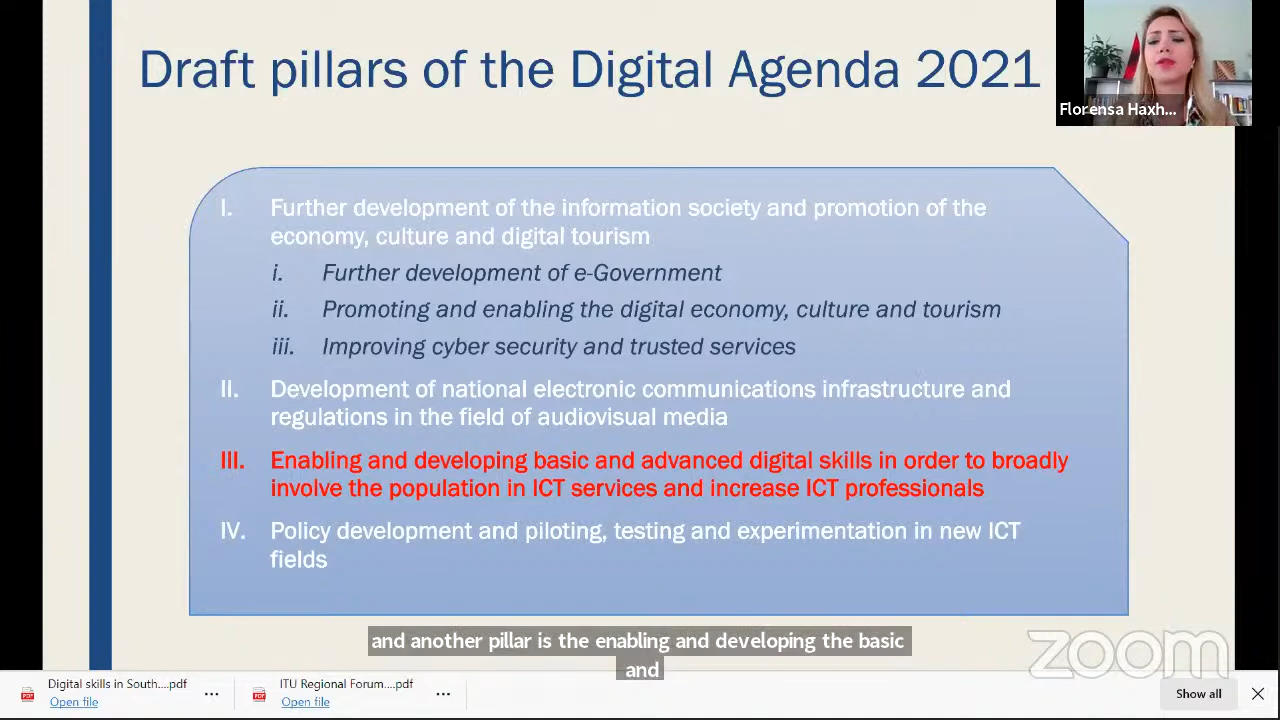 Draft pillars of the Digital Agenda 2021
Florensa Haxh...
I. Further development of the information society and promotion of the
economy, culture and digital tourism
i. Further development of e-Government
ii. Promoting and enabling the digital economy, culture and tourism
iii. Improving cyber security and trusted services
II. Development of national electronic communications infrastructure and
regulations in the field of audiovisual media
III. Enabling and developing basic and advanced digital skills in order to broadly
involve the population in ICT services and increase ICT professionals
IV. Policy development and piloting, testing and experimentation in new ICT
fields
and another pillar is the enabling and developing the basic
and
zoom
Digital skills in South....pdf
Open file
ITU Regional Forum....pdf
Open file
Show all